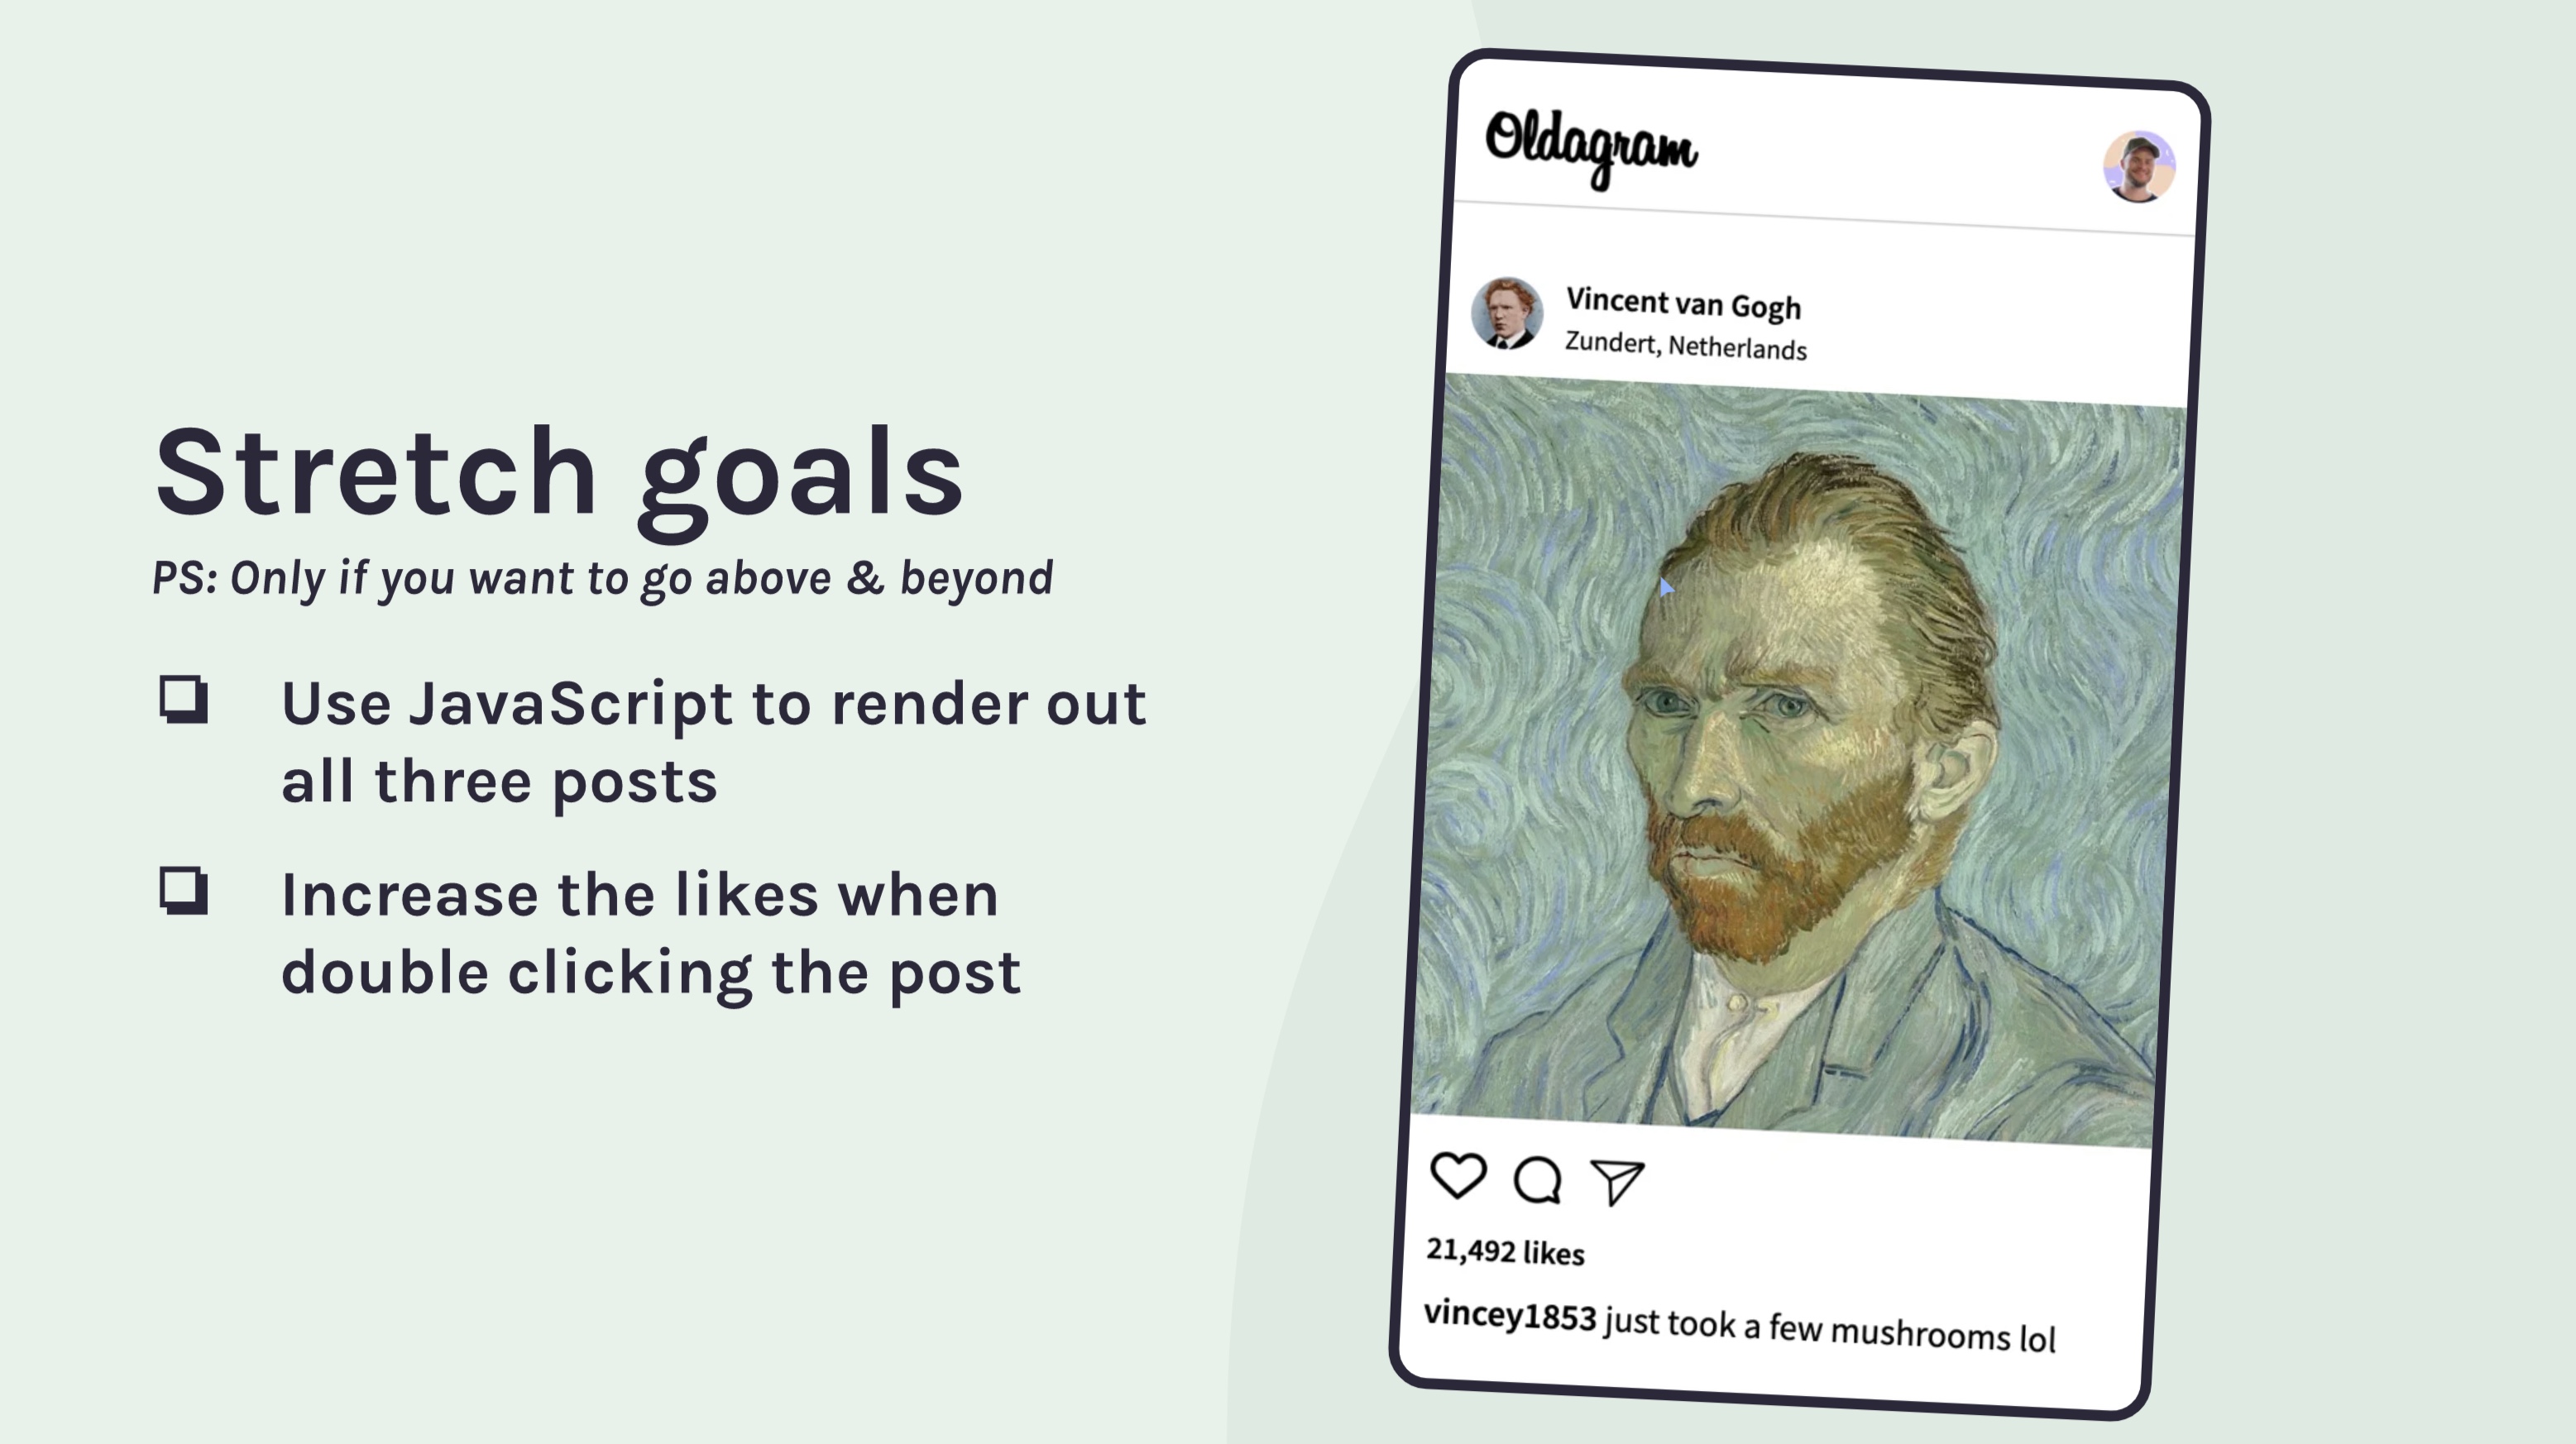 Stretch goals
PS: Only if you want to go above & beyond
Use JavaScript to render out
all three posts
Increase the likes when
double clicking the post
Oldagram
Vincent van Gogh
Zundert, Netherlands
21,492 likes
vincey1853 just took a few mushrooms lol